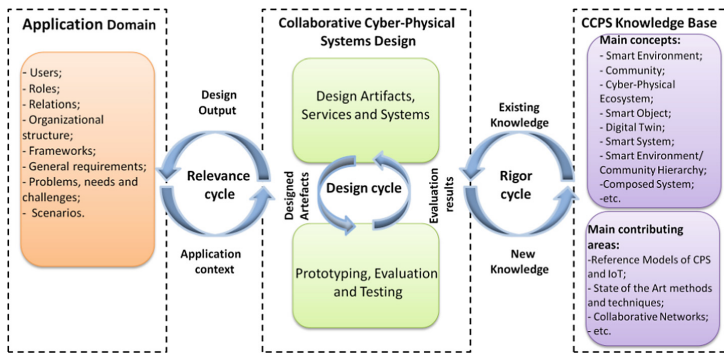 Application Domain
- Users;
- Roles;
- Relations;
- Organizational
structure;
- Frameworks;
- General requirements;
- Problems, needs and
challenges;
- Scenarios.
Design
Output
Relevance cycle
Application
context
Collaborative Cyber-Physical
Systems Design
Design Artifacts,
Services and Systems
Designed
Artefacts
Design cycle
Evaluation
results
Prototyping, Evaluation
and Testing
Existing
Knowledge
Rigor
cycle
New
Knowledge
CCPS Knowledge Base
Main concepts:
- Smart Environment;
- Community;
- Cyber-Physical
Ecosystem;
- Smart Object;
- Digital Twin;
- Smart System;
- Smart Environment/
Community Hierarchy;
-Composed System;
-etc.
Main contributing
areas:
-Reference Models of CPS
and IoT;
- State of the Art methods
and techniques;
- Collaborative Networks;
- etc.